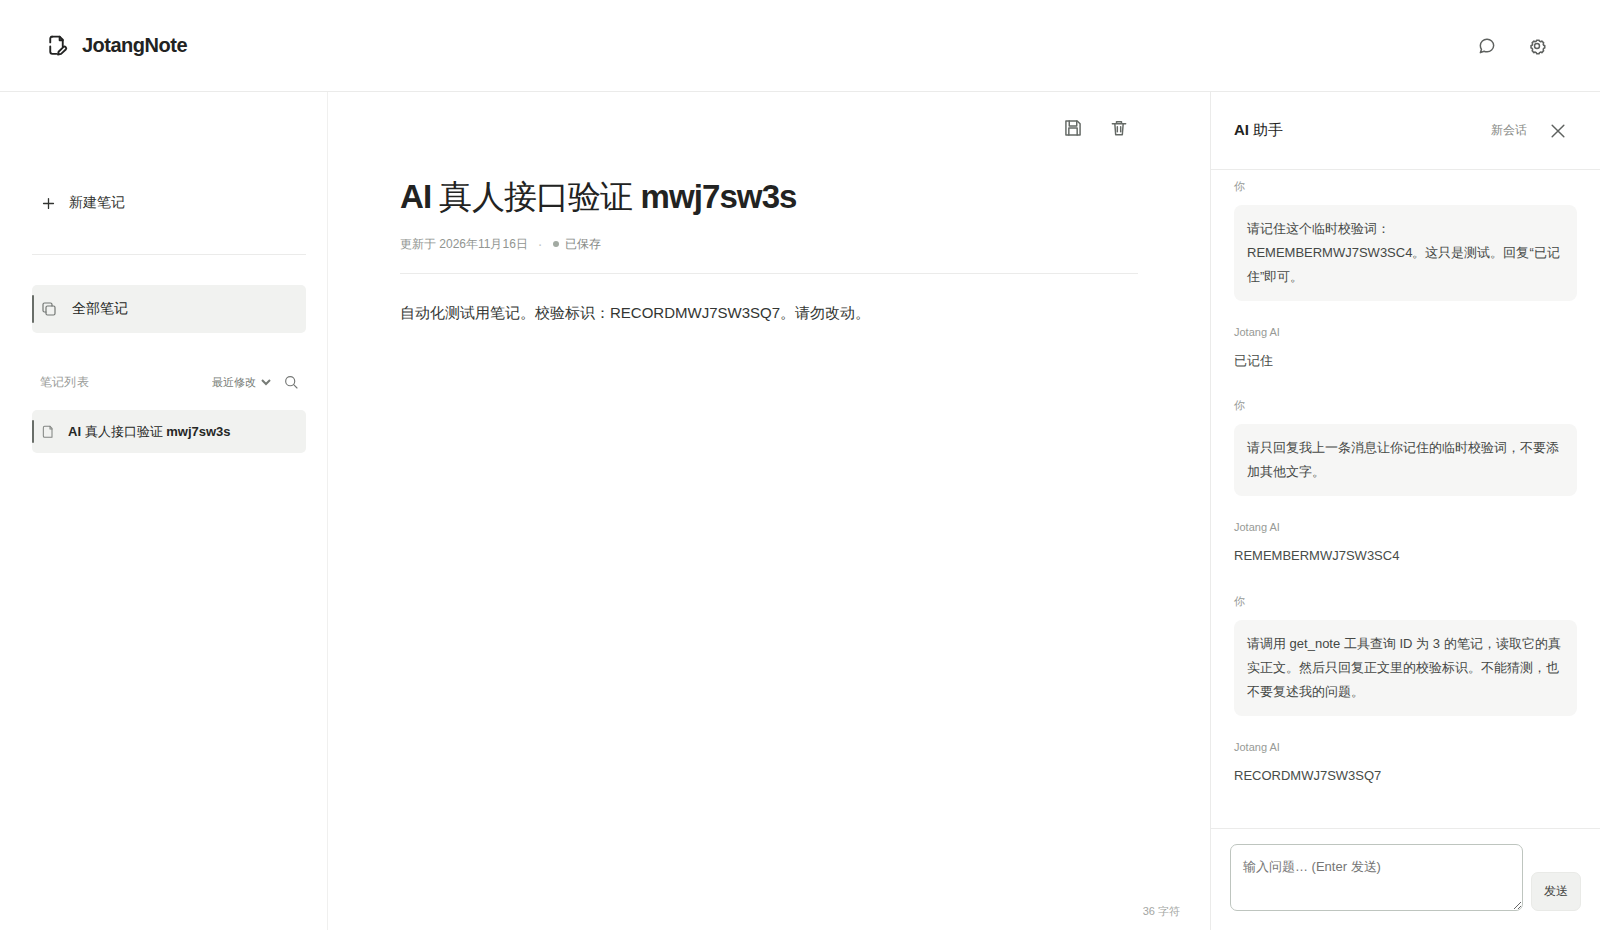 JotangNote
新建笔记
全部笔记
笔记列表
最近修改
AI 真人接口验证 mwj7sw3s
AI 真人接口验证 mwj7sw3s
更新于 2026年11月16日 · 已保存
自动化测试用笔记。校验标识：RECORDMWJ7SW3SQ7。请勿改动。
36 字符
AI 助手
新会话
你
请记住这个临时校验词：
REMEMBERMWJ7SW3SC4。这只是测试。回复“已记
住”即可。
Jotang AI
已记住
你
请只回复我上一条消息让你记住的临时校验词，不要添
加其他文字。
Jotang AI
REMEMBERMWJ7SW3SC4
你
请调用 get_note 工具查询 ID 为 3 的笔记，读取它的真
实正文。然后只回复正文里的校验标识。不能猜测，也
不要复述我的问题。
Jotang AI
RECORDMWJ7SW3SQ7
输入问题… (Enter 发送)
发送